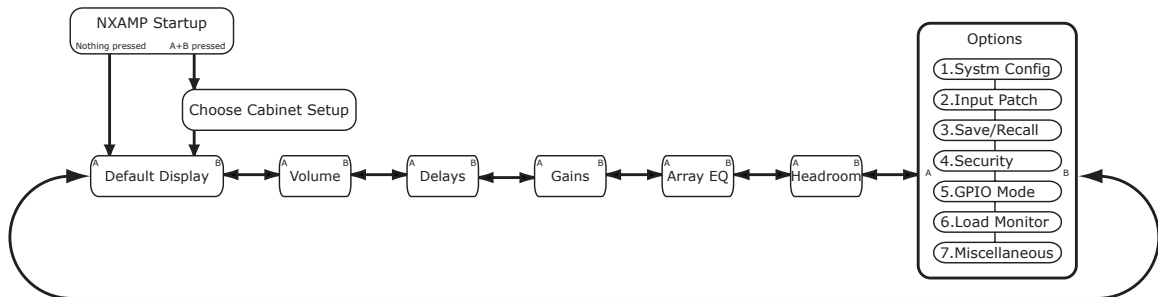 NXAMP Startup
Nothing pressed A+B pressed
Choose Cabinet Setup
A B
Default Display
A B
Volume
A B
Delays
A B
Gains
A B
Array EQ
A B
Headroom
Options
1.Systm Config
2.Input Patch
3.Save/Recall
4.Security
A B
5.GPIO Mode
6.Load Monitor
7.Miscellaneous